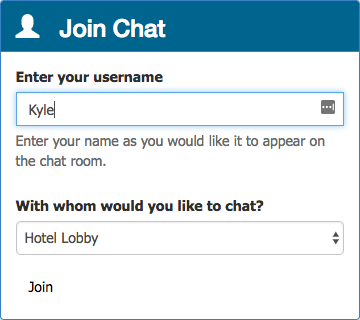 Join Chat
Enter your username
Kyle
Enter your name as you would like it to appear on
the chat room.
With whom would you like to chat?
Hotel Lobby
Join